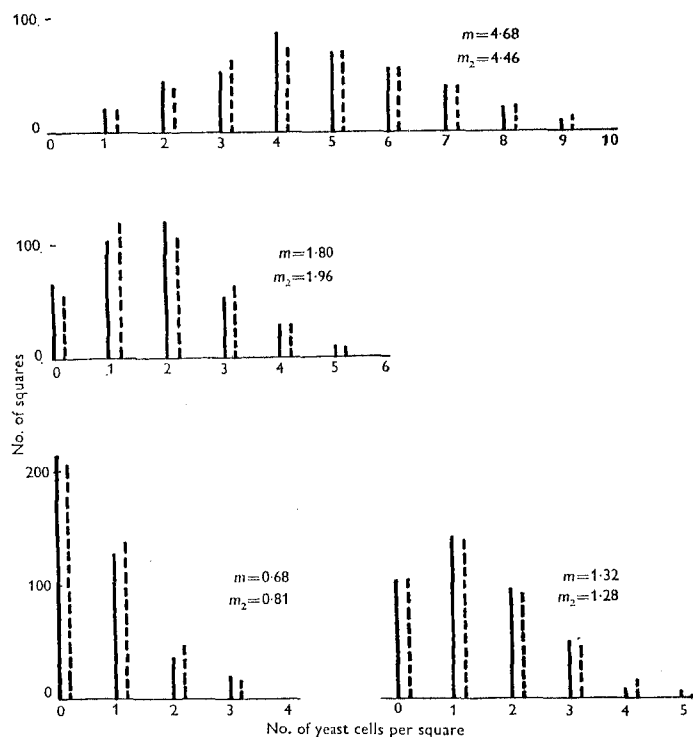 100
m=4·68
m₂=4·46
0
0 1 2 3 4 5 6 7 8 9 10
100
m=1·80
m₂=1·96
0
0 1 2 3 4 5 6
No. of squares
200
100
m=0·68
m₂=0·81
0
0 1 2 3 4
m=1·32
m₂=1·28
0 1 2 3 4 5
No. of yeast cells per square